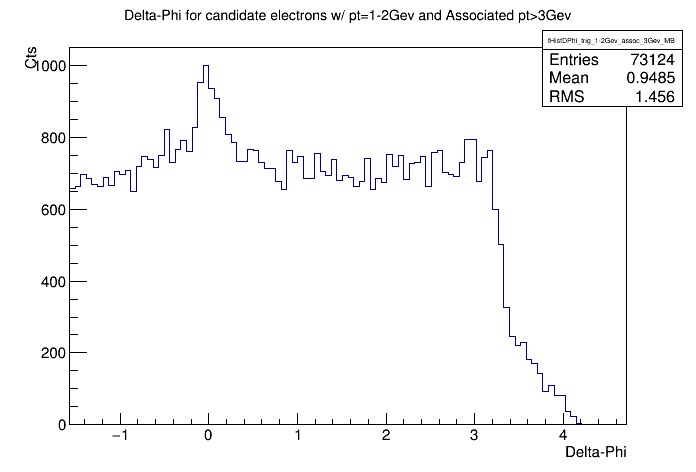 Delta-Phi for candidate electrons w/ pt=1-2Gev and Associated pt>3Gev
fHistDPhi_trig_1-2Gev_assoc_3Gev_MB
Entries 73124
Mean 0.9485
RMS 1.456
Cts
1000
800
600
400
200
0
−1 0 1 2 3 4
Delta-Phi